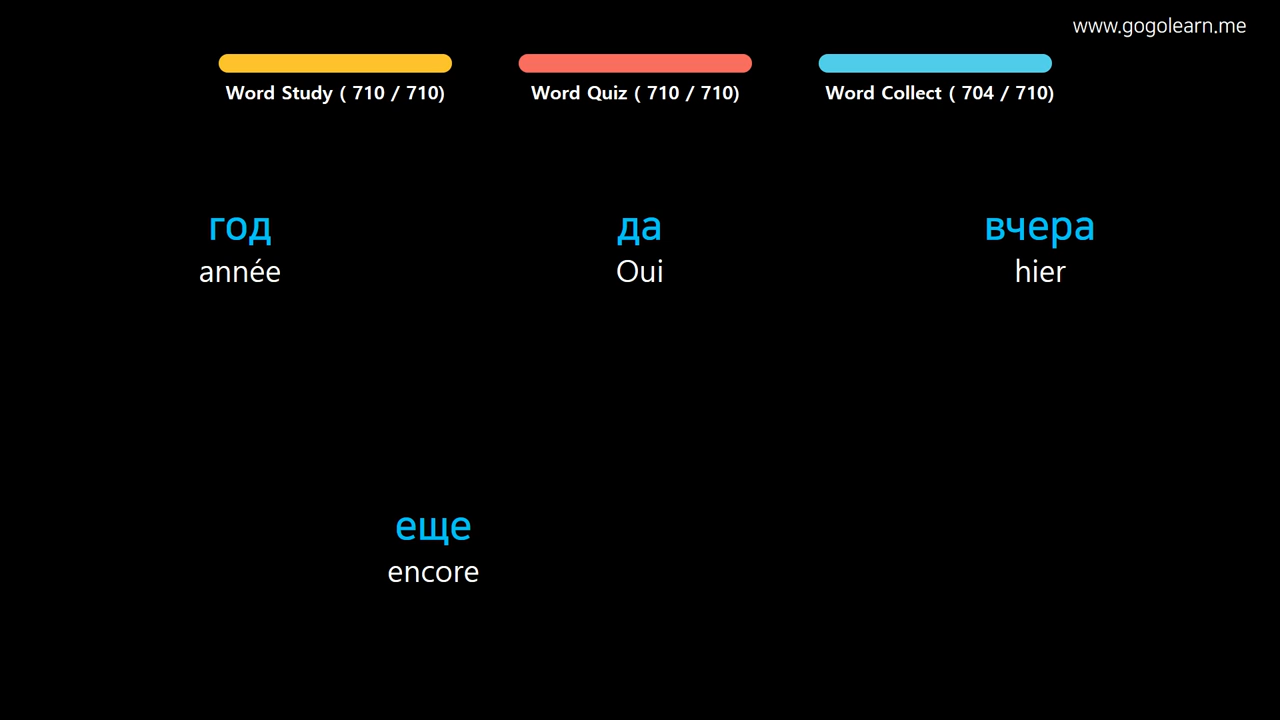 www.gogolearn.me
Word Study ( 710 / 710)
Word Quiz ( 710 / 710)
Word Collect ( 704 / 710)
год
année
да
Oui
вчера
hier
еще
encore